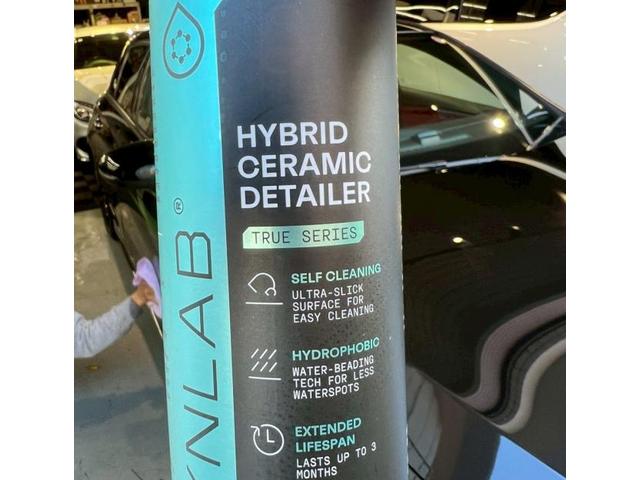 HYBRID
CERAMIC
DETAILER
TRUE SERIES
SELF CLEANING
ULTRA-SLICK
SURFACE FOR
EASY CLEANING
HYDROPHOBIC
WATER-BEADING
TECH FOR LESS
WATERSPOTS
EXTENDED
LIFESPAN
LASTS UP TO 3
MONTHS
YNLAB®